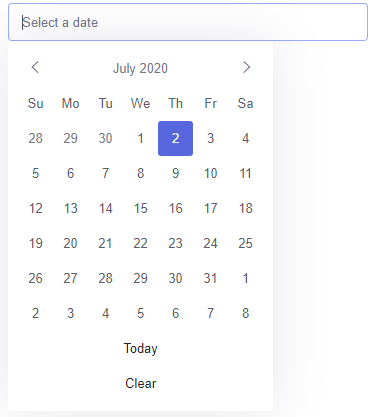 Select a date
July 2020
Su Mo Tu We Th Fr Sa
28 29 30 1 2 3 4
5 6 7 8 9 10 11
12 13 14 15 16 17 18
19 20 21 22 23 24 25
26 27 28 29 30 31 1
2 3 4 5 6 7 8
Today
Clear